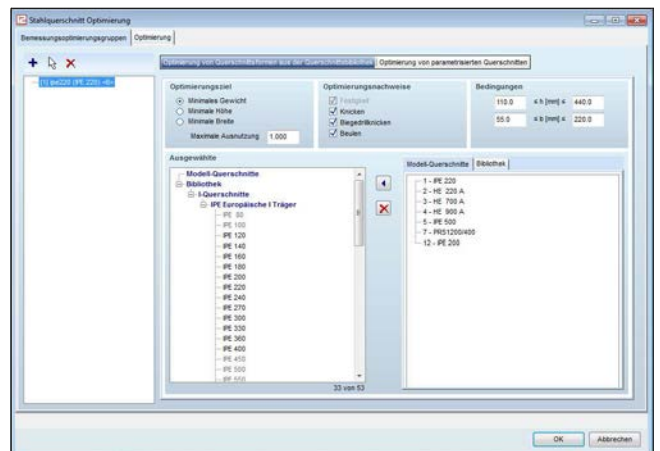 Stahlquerschnitt Optimierung
Bemessungsoptimierungsgruppen Optimierung
[1] ipe220 (IPE 220) <8>
Optimierung von Querschnittsformen aus der Querschnittsbibliothek Optimierung von parametrisierten Querschnitten
Optimierungsziel
Minimales Gewicht
Minimale Höhe
Minimale Breite
Maximale Ausnutzung 1.000
Optimierungsnachweise
Festigkeit
Knicken
Biegedrillknicken
Beulen
Bedingungen
110.0 ≤ h [mm] ≤ 440.0
55.0 ≤ b [mm] ≤ 220.0
Ausgewählte
Modell-Querschnitte
Bibliothek
I-Querschnitte
IPE Europäische I Träger
IPE 80
IPE 100
IPE 120
IPE 140
IPE 160
IPE 180
IPE 200
IPE 220
IPE 240
IPE 270
IPE 300
IPE 330
IPE 360
IPE 400
IPE 450
IPE 500
IPE 550
33 von 53
Modell-Querschnitte Bibliothek
1 - IPE 220
2 - HE 220 A
3 - HE 700 A
4 - HE 900 A
5 - IPE 500
7 - PRS1200/400
12 - IPE 200
OK Abbrechen